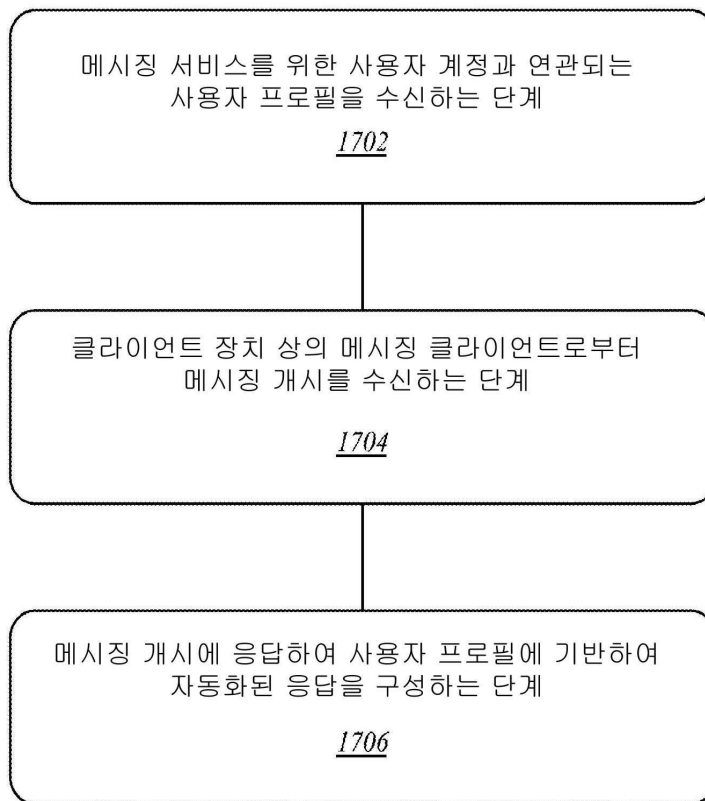 메시징 서비스를 위한 사용자 계정과 연관되는
사용자 프로필을 수신하는 단계
1702
클라이언트 장치 상의 메시징 클라이언트로부터
메시징 개시를 수신하는 단계
1704
메시징 개시에 응답하여 사용자 프로필에 기반하여
자동화된 응답을 구성하는 단계
1706